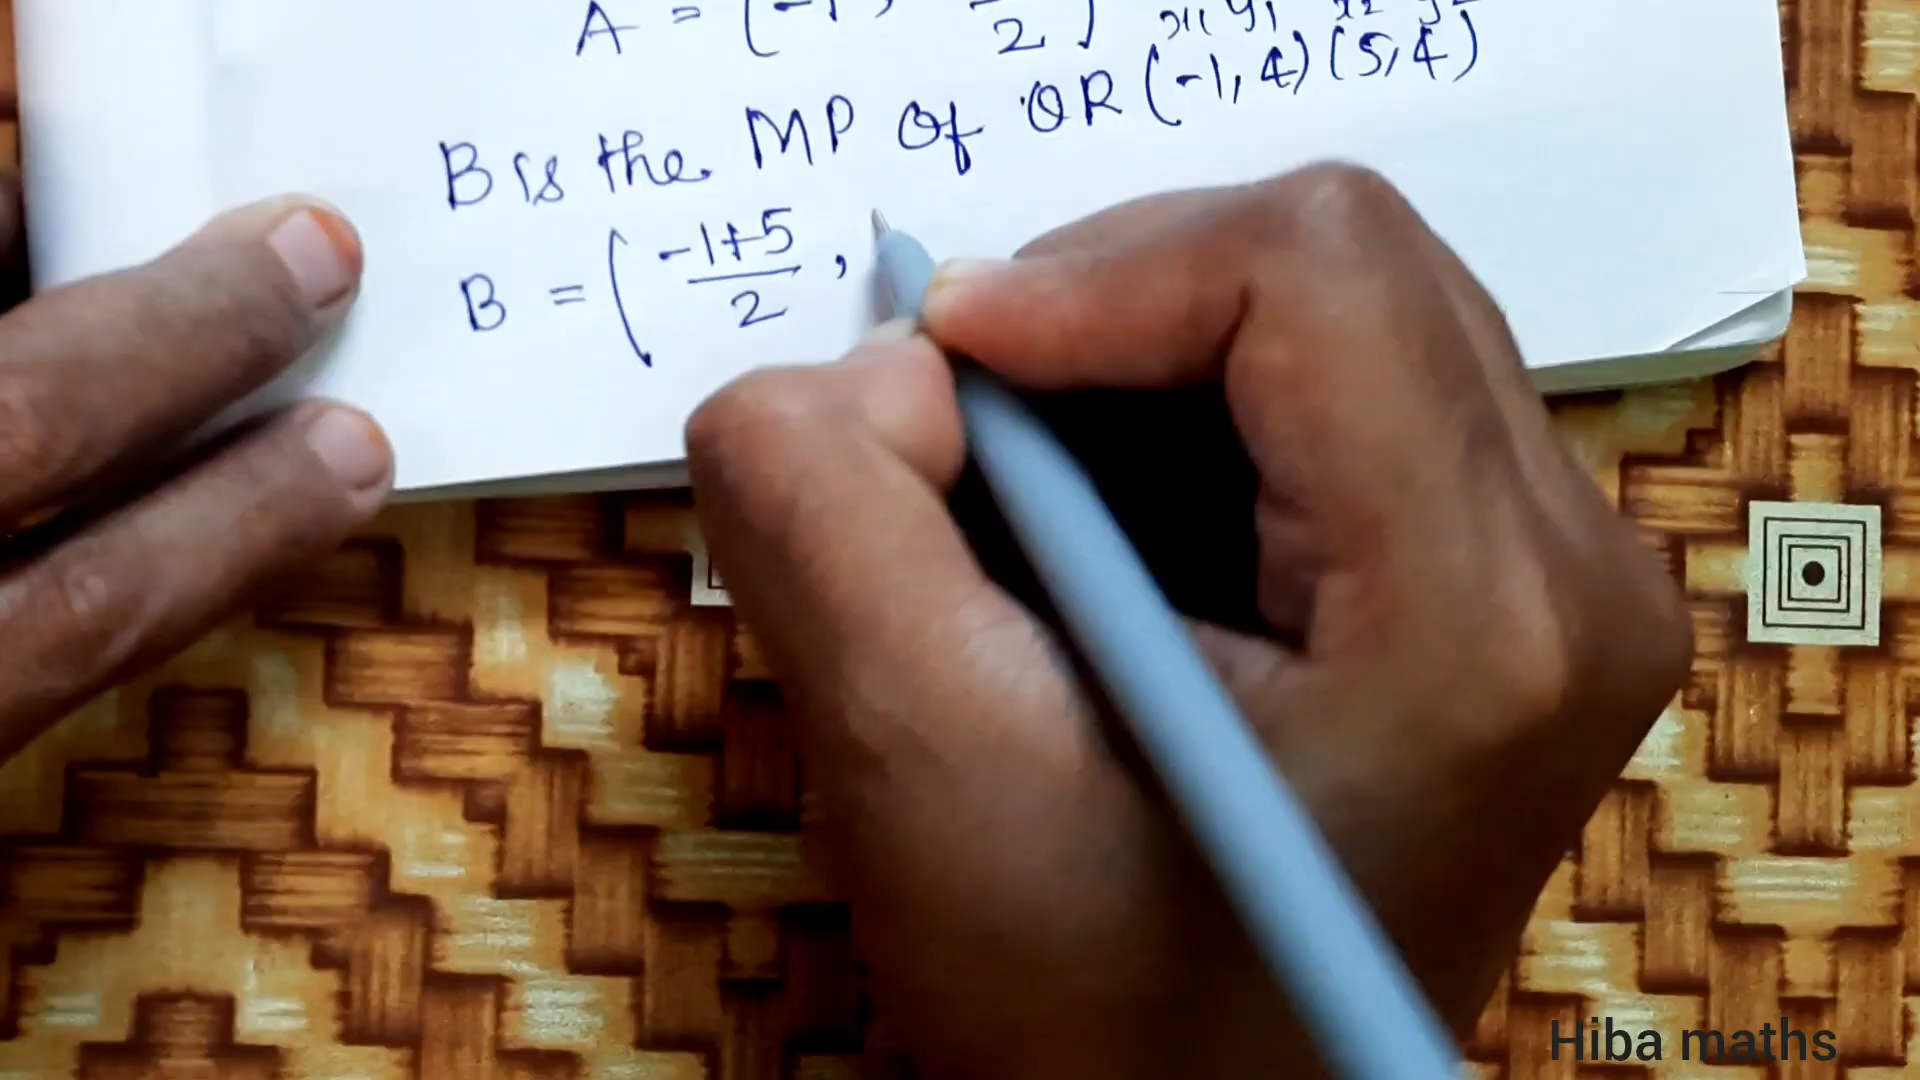 A = (-1, 2)
x1 y1 x2 y2
B is the MP of QR (-1, 4) (5, 4)
B = ( -1+5 / 2 ,
Hiba maths